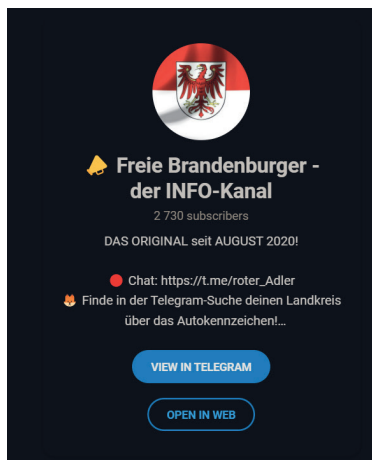 📣 Freie Brandenburger -
der INFO-Kanal
2 730 subscribers
DAS ORIGINAL seit AUGUST 2020!
🔴 Chat: https://t.me/roter_Adler
🦊 Finde in der Telegram-Suche deinen Landkreis
über das Autokennzeichen!...
VIEW IN TELEGRAM
OPEN IN WEB